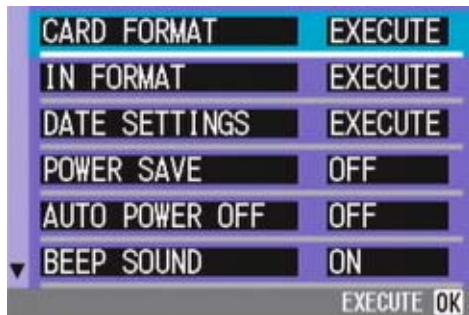 CARD FORMAT EXECUTE
IN FORMAT EXECUTE
DATE SETTINGS EXECUTE
POWER SAVE OFF
AUTO POWER OFF OFF
BEEP SOUND ON
EXECUTE OK